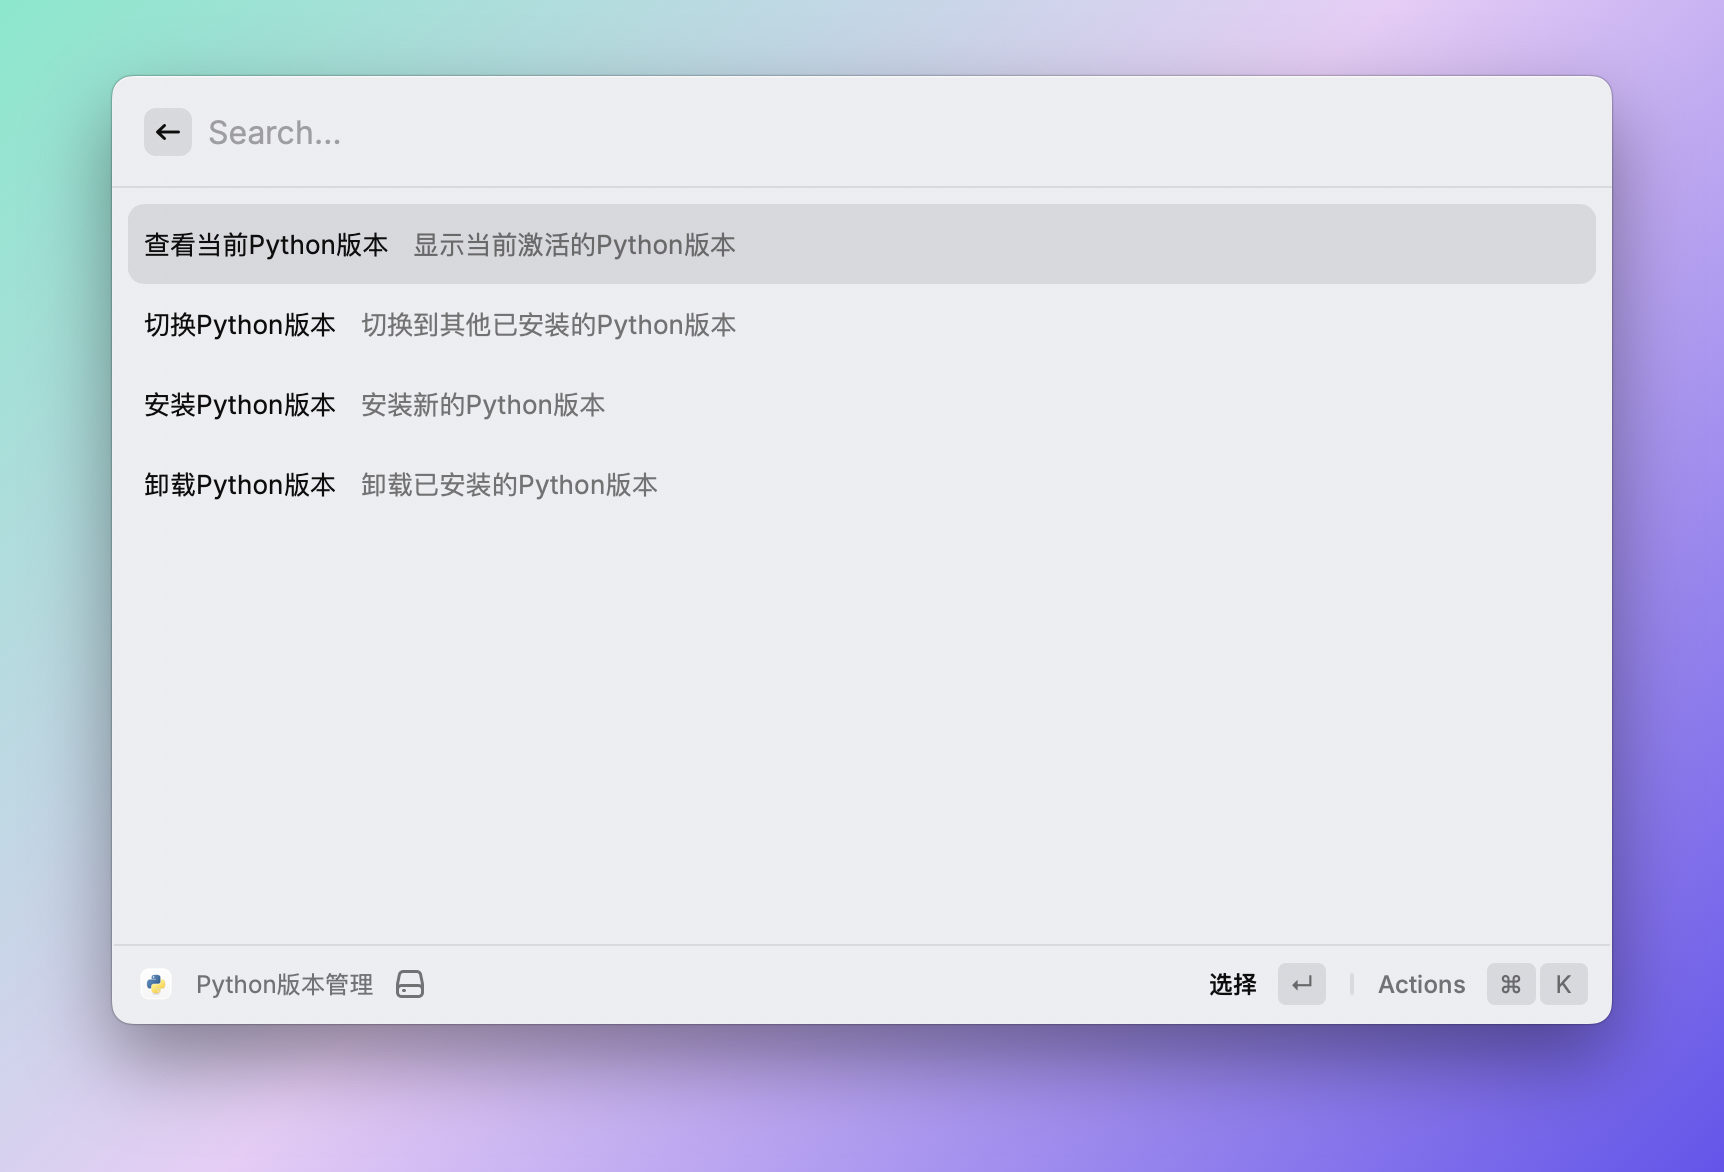 Search...
查看当前Python版本 显示当前激活的Python版本
切换Python版本 切换到其他已安装的Python版本
安装Python版本 安装新的Python版本
卸载Python版本 卸载已安装的Python版本
Python版本管理 选择 ↵ Actions ⌘ K